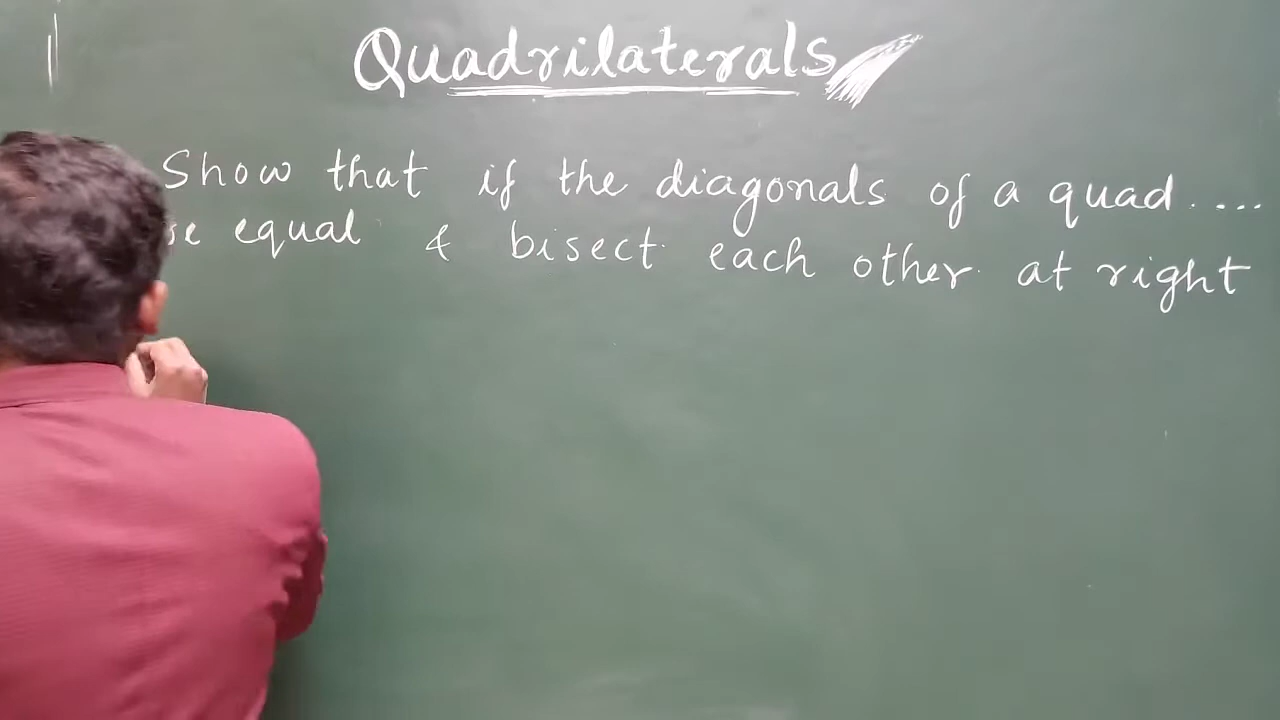 Quadrilaterals
Show that if the diagonals of a quad....
equal & bisect each other at right